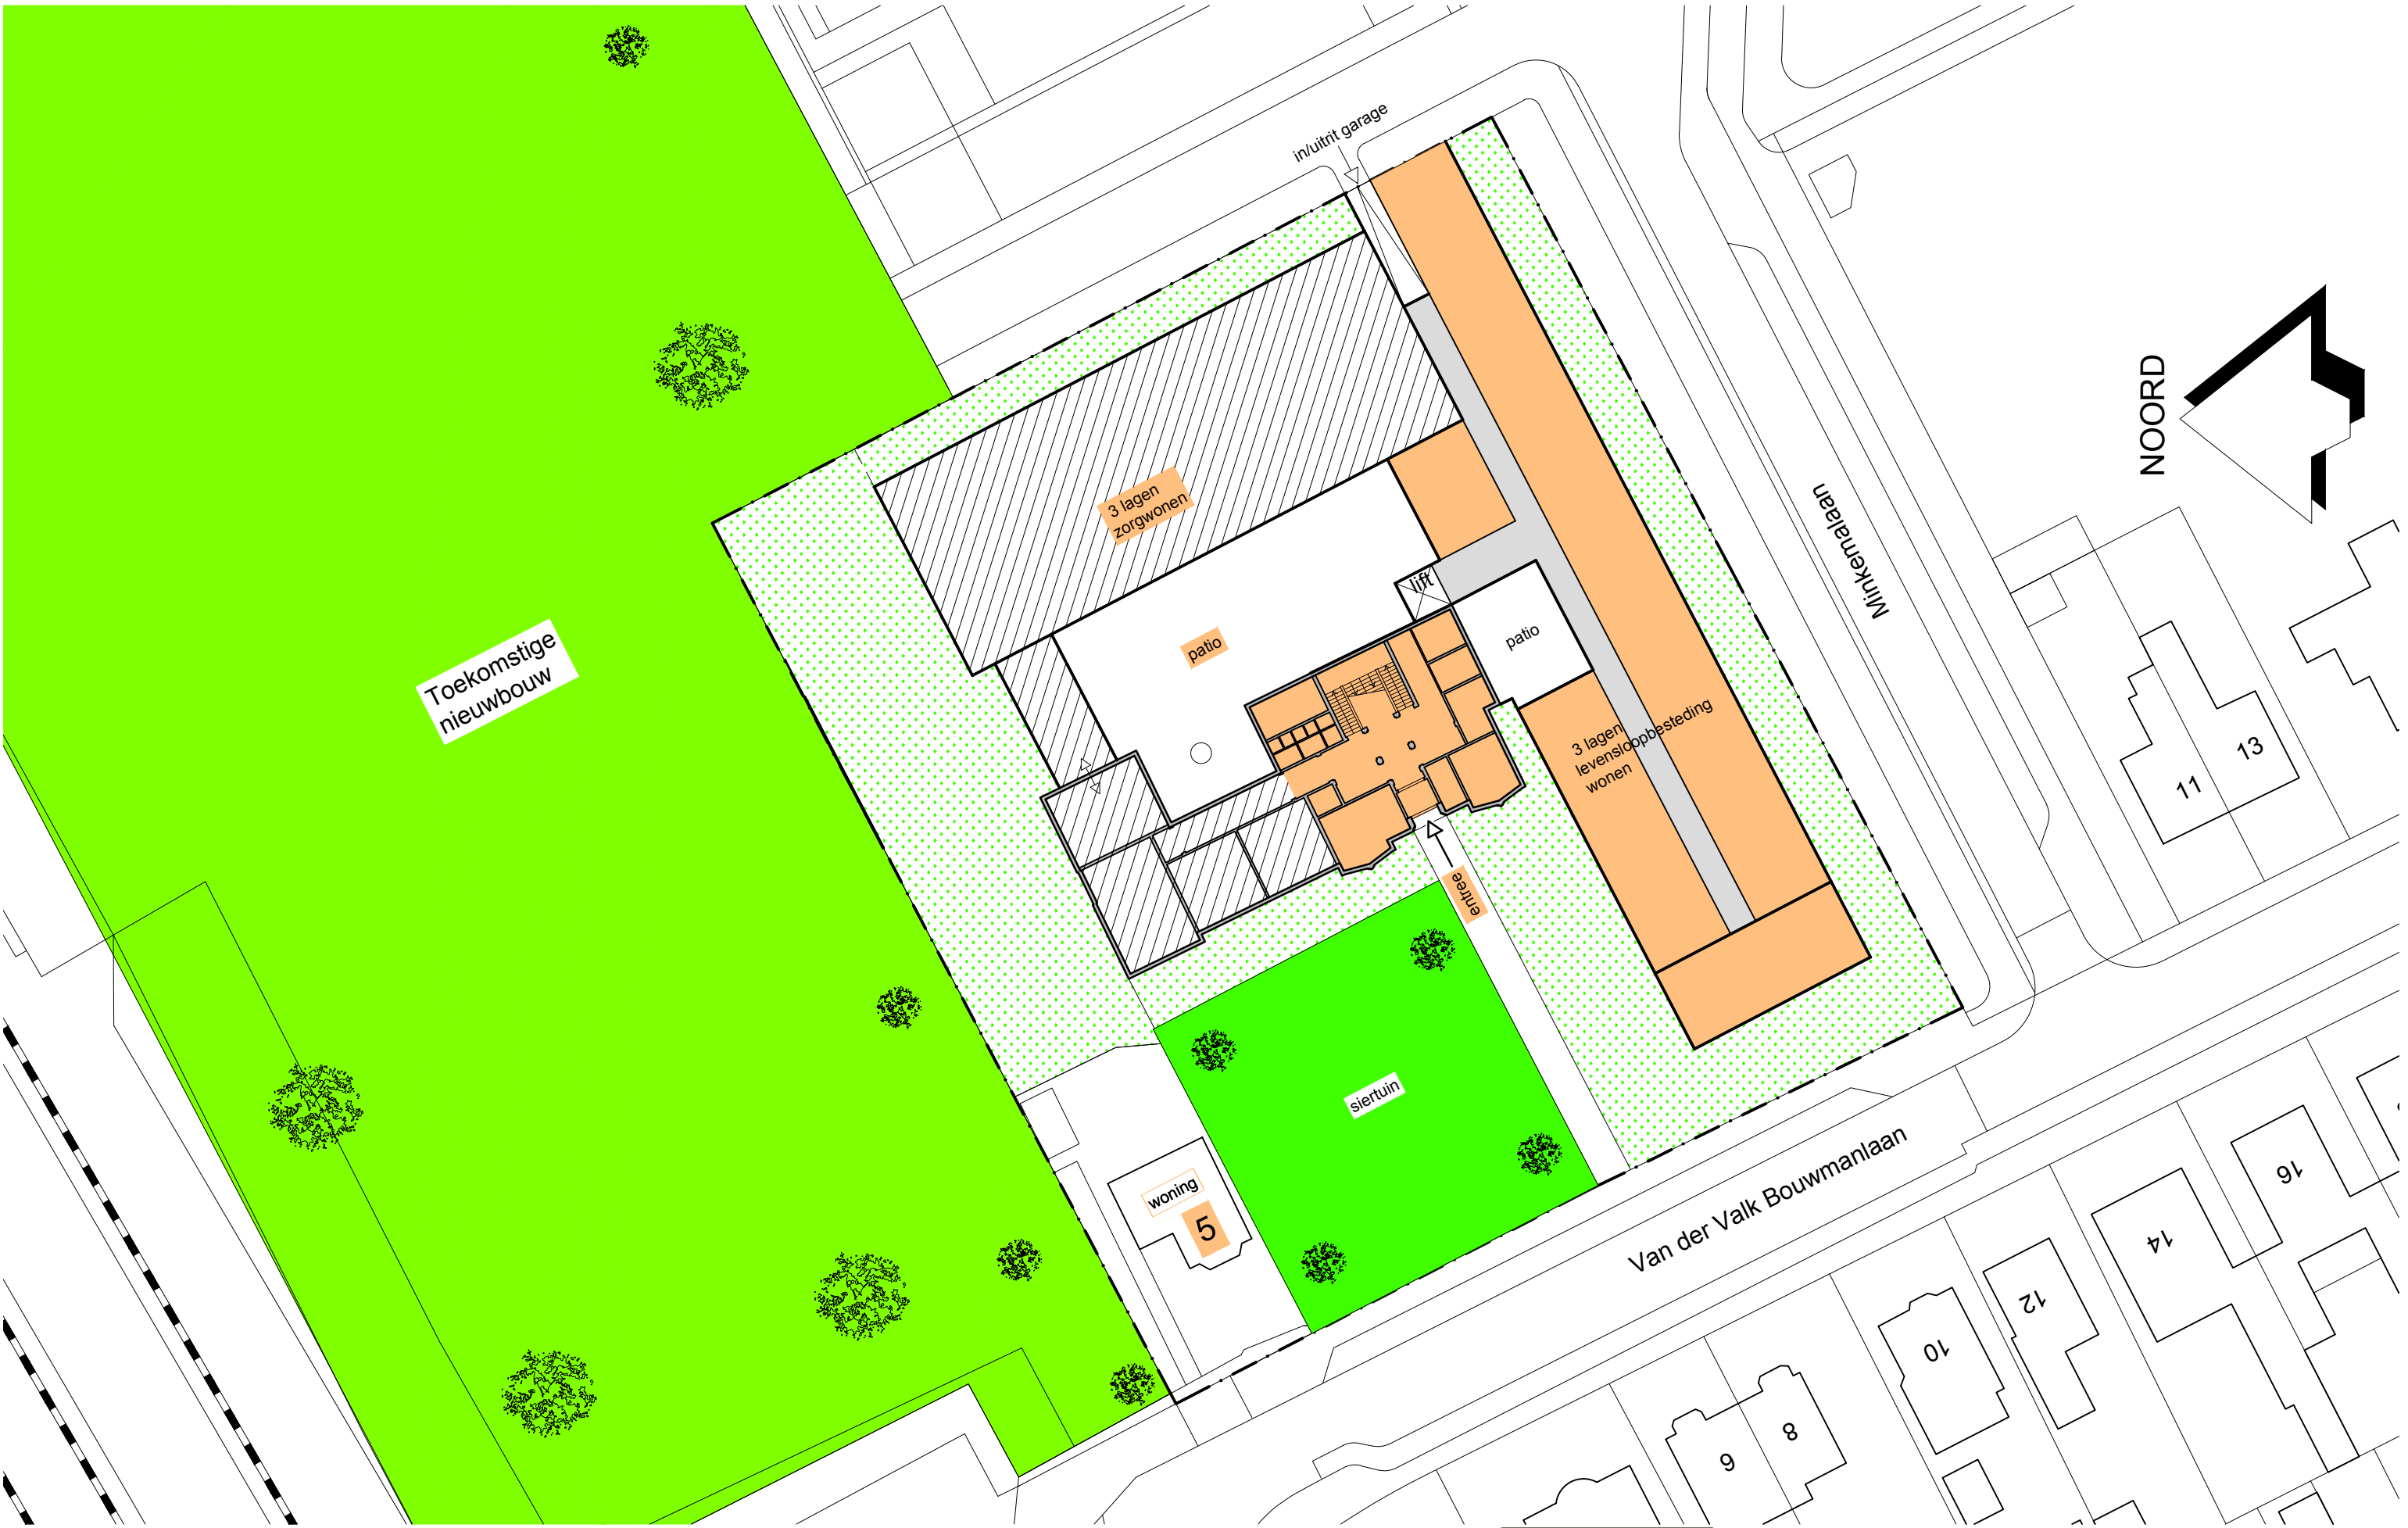 in/uitrit garage
NOORD
3 lagen
zorgwonen
Minkemalaan
lift
patio
patio
Toekomstige
nieuwbouw
3 lagen
levensloopbesteding
wonen
13
11
entree
siertuin
woning
5
Van der Valk Bouwmanlaan
16
14
12
10
8
6